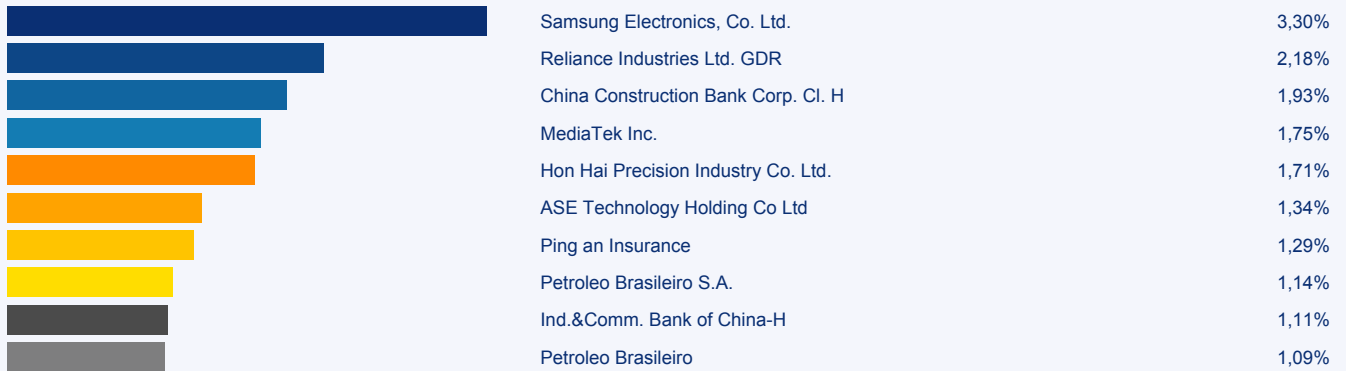 Samsung Electronics, Co. Ltd. 3,30%
Reliance Industries Ltd. GDR 2,18%
China Construction Bank Corp. Cl. H 1,93%
MediaTek Inc. 1,75%
Hon Hai Precision Industry Co. Ltd. 1,71%
ASE Technology Holding Co Ltd 1,34%
Ping an Insurance 1,29%
Petroleo Brasileiro S.A. 1,14%
Ind.&Comm. Bank of China-H 1,11%
Petroleo Brasileiro 1,09%